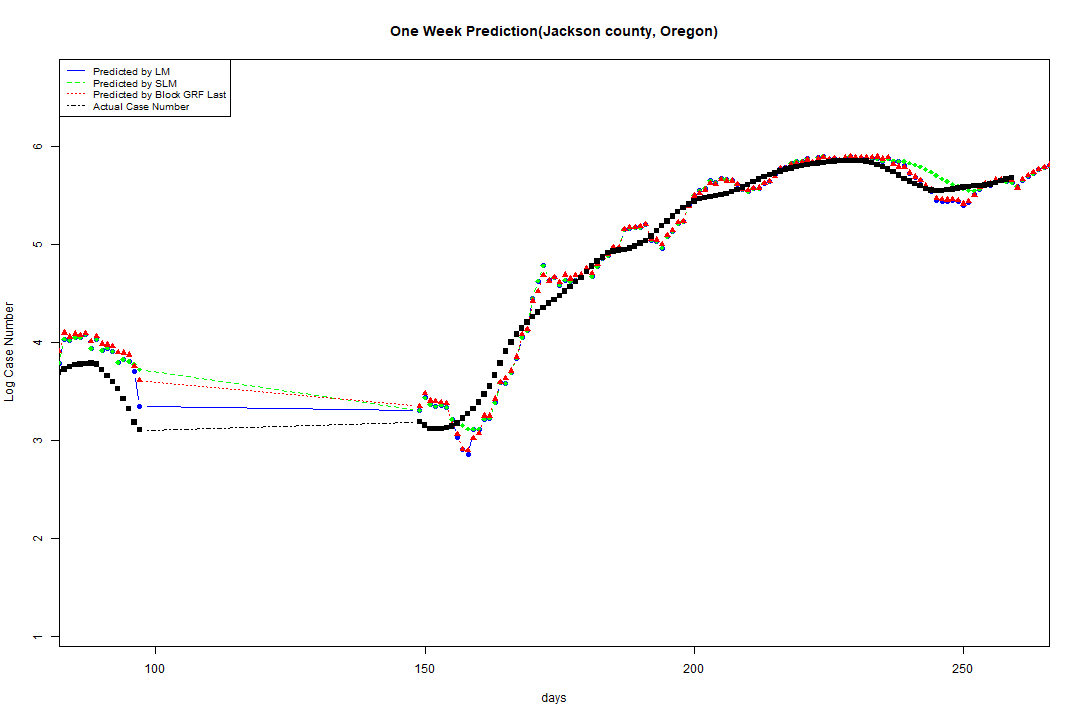 One Week Prediction(Jackson county, Oregon)
Predicted by LM
Predicted by SLM
Predicted by Block GRF Last
Actual Case Number
Log Case Number
6
5
4
3
2
1
100 150 200 250
days